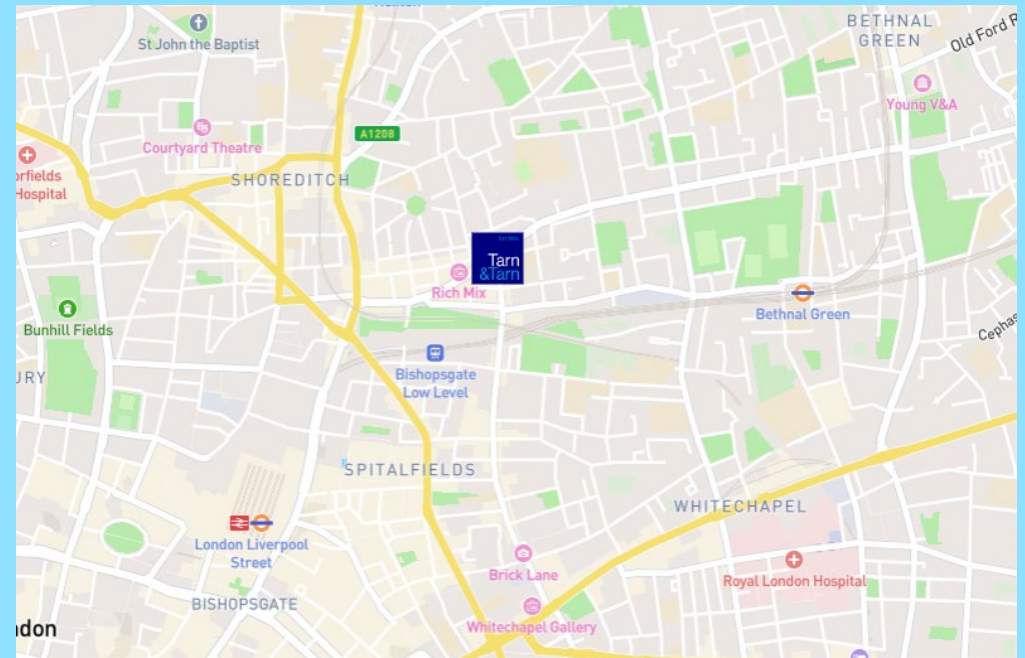 BETHNAL
GREEN
Old Ford R
St John the Baptist
Young V&A
A1208
Courtyard Theatre
orfields
Hospital
SHOREDITCH
Tarn
&Tarn
Rich Mix
Bethnal Green
Bunhill Fields
Cephas
URY
Bishopsgate
Low Level
SPITALFIELDS
WHITECHAPEL
London Liverpool
Street
Brick Lane
Royal London Hospital
BISHOPSGATE
Whitechapel Gallery
ndon